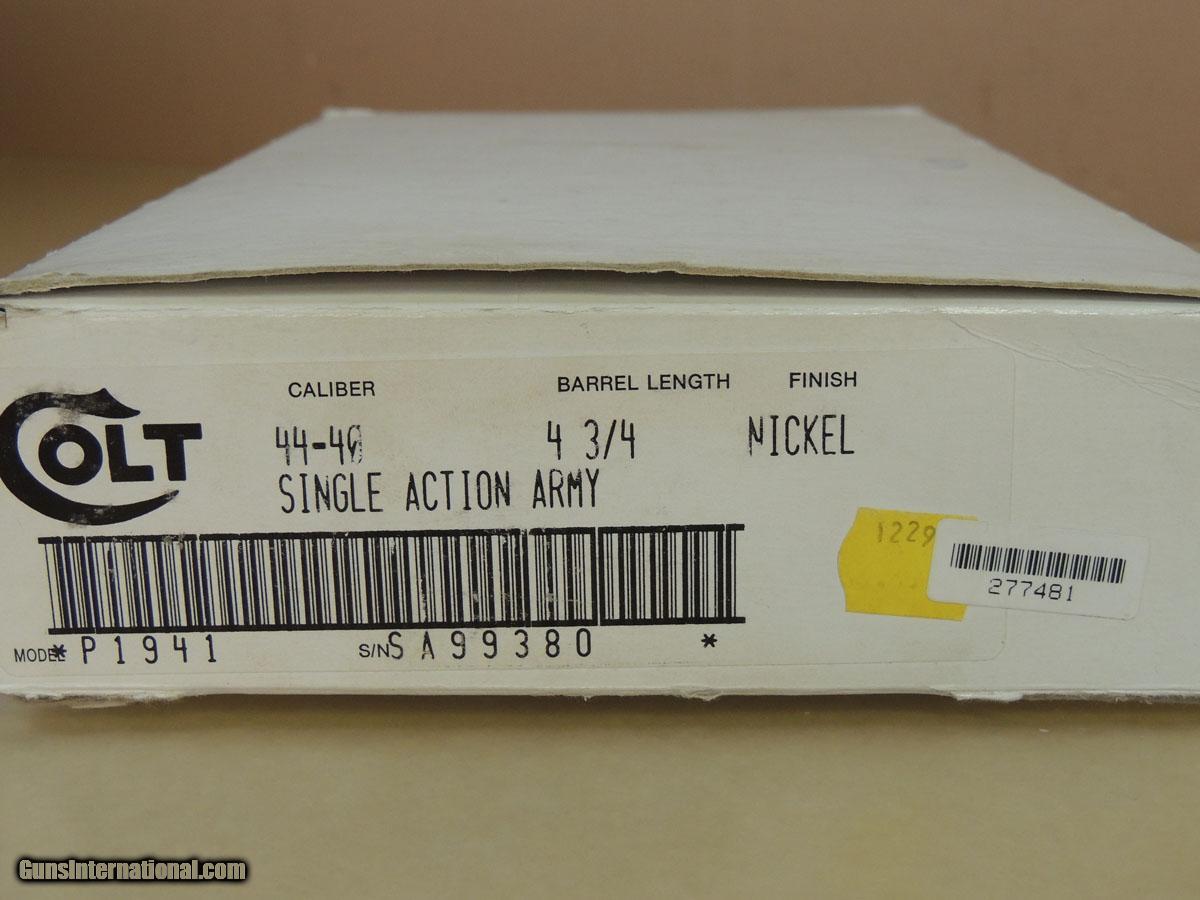 CALIBER BARREL LENGTH FINISH
COLT 44-40 4 3/4 NICKEL
SINGLE ACTION ARMY
1229
277481
MODEL *P1941 S/N SA99380 *
GunsInternational.com